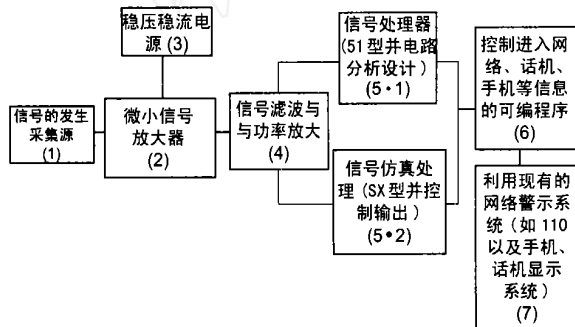 稳压稳流电
源 (3)
信号的发生
采集源
(1)
微小信号
放大器
(2)
信号滤波与
与功率放大
(4)
信号处理器
(51型并电路
分析设计)
(5·1)
信号仿真处
理(SX型并控
制输出)
(5•2)
控制进入网
络、话机、
手机等信息
的可编程序
(6)
利用现有的
网络警示系
统(如 110
以及手机、
话机显示
系统)
(7)